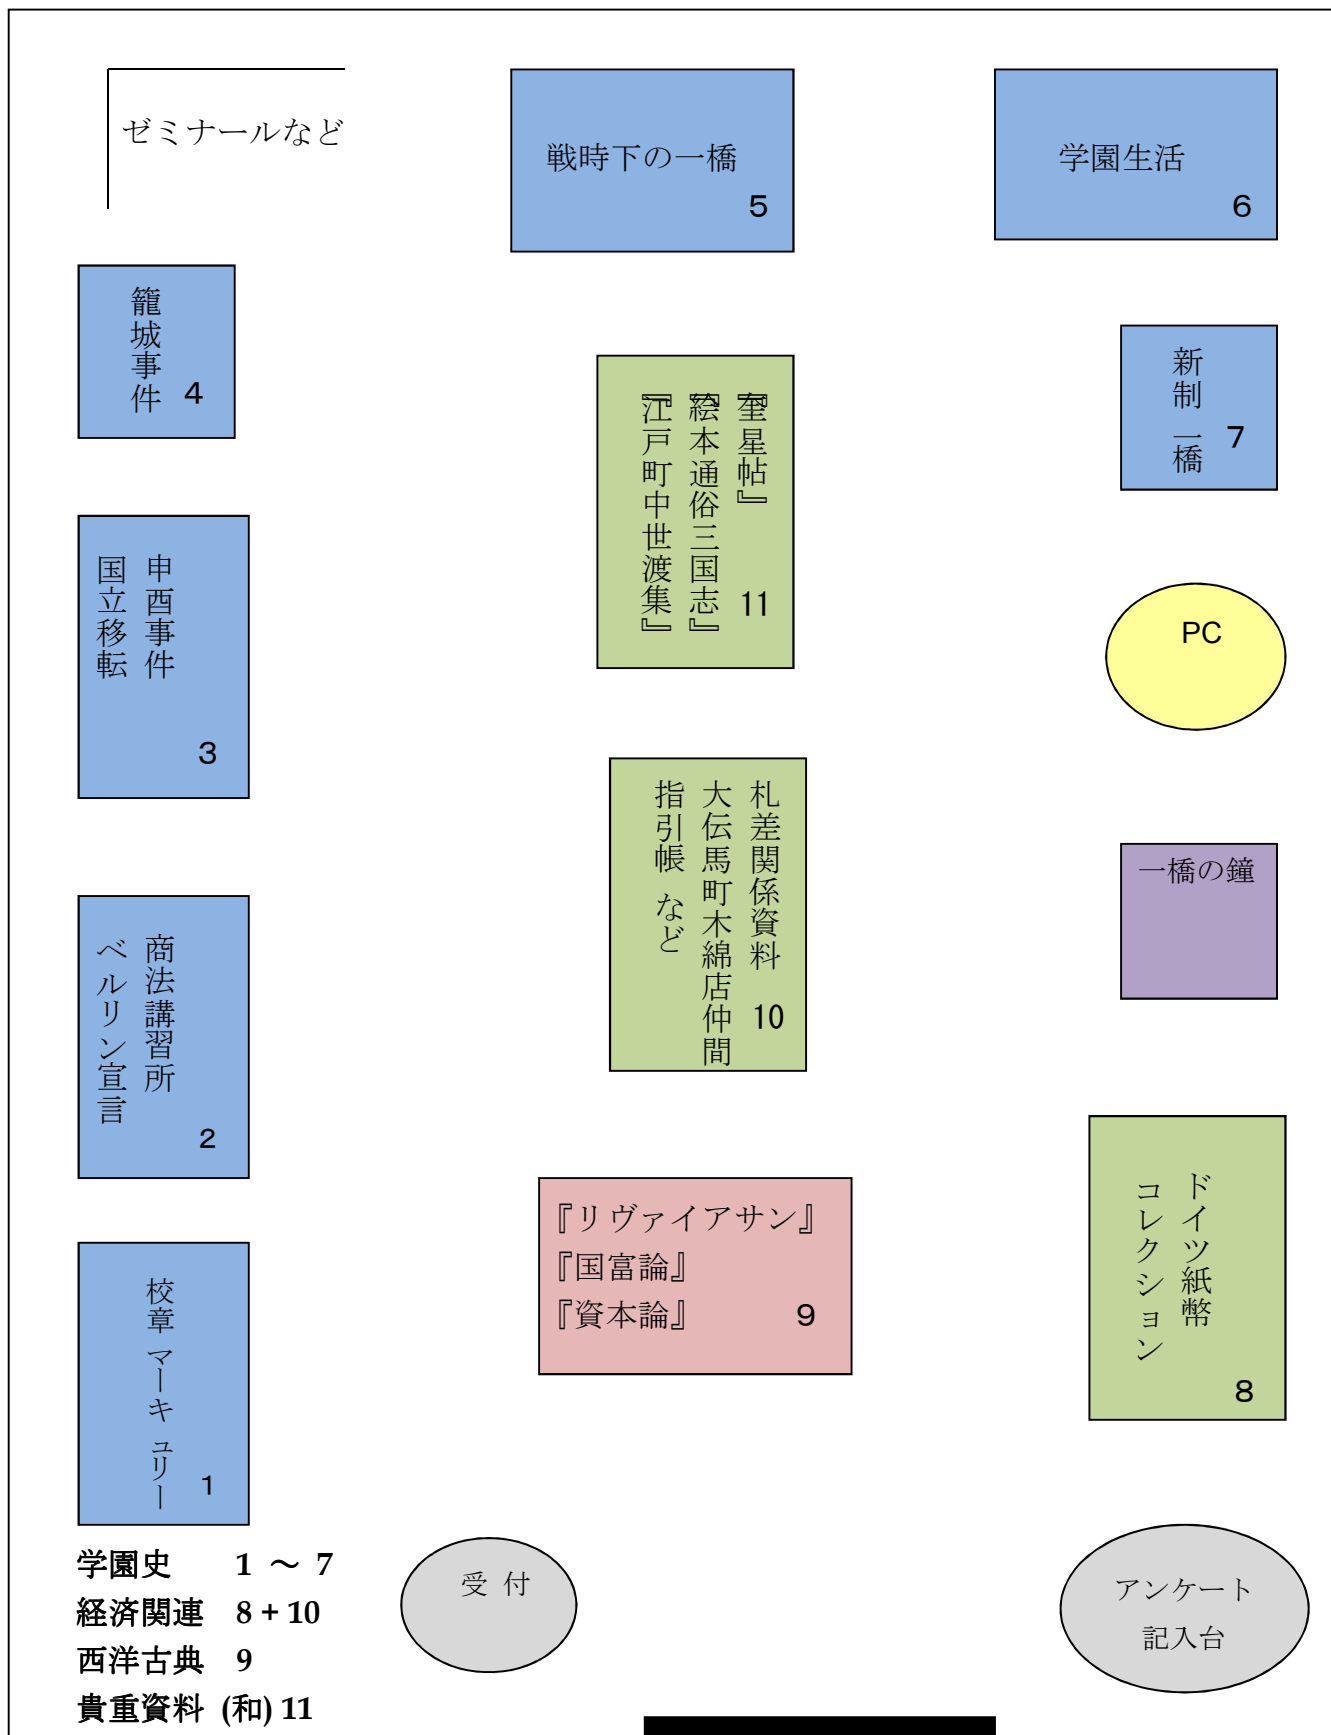 ゼミナールなど
戦時下の一橋
5
学園生活
6
籠城事件
4
新制一橋
7
『奎星帖』
『絵本通俗三国志』
『江戸町中世渡集』
11
申酉事件
国立移転
3
PC
札差関係資料
大伝馬町木綿店仲間
指引帳 など
10
一橋の鐘
商法講習所
ベルリン宣言
2
『リヴァイアサン』
『国富論』
『資本論』
9
ドイツ紙幣
コレクション
8
校章 マーキュリー
1
受 付
アンケート
記入台
学園史 1 ～ 7
経済関連 8 + 10
西洋古典 9
貴重資料 (和) 11